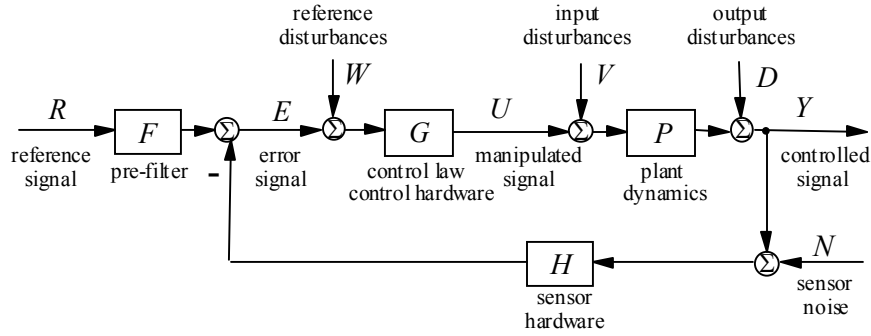 reference
disturbances
W
input
disturbances
V
output
disturbances
D
R
reference
signal
F
pre-filter
Σ
-
E
error
signal
Σ
G
control law
control hardware
U
manipulated
signal
Σ
P
plant
dynamics
Σ
Y
controlled
signal
H
sensor
hardware
Σ
N
sensor
noise